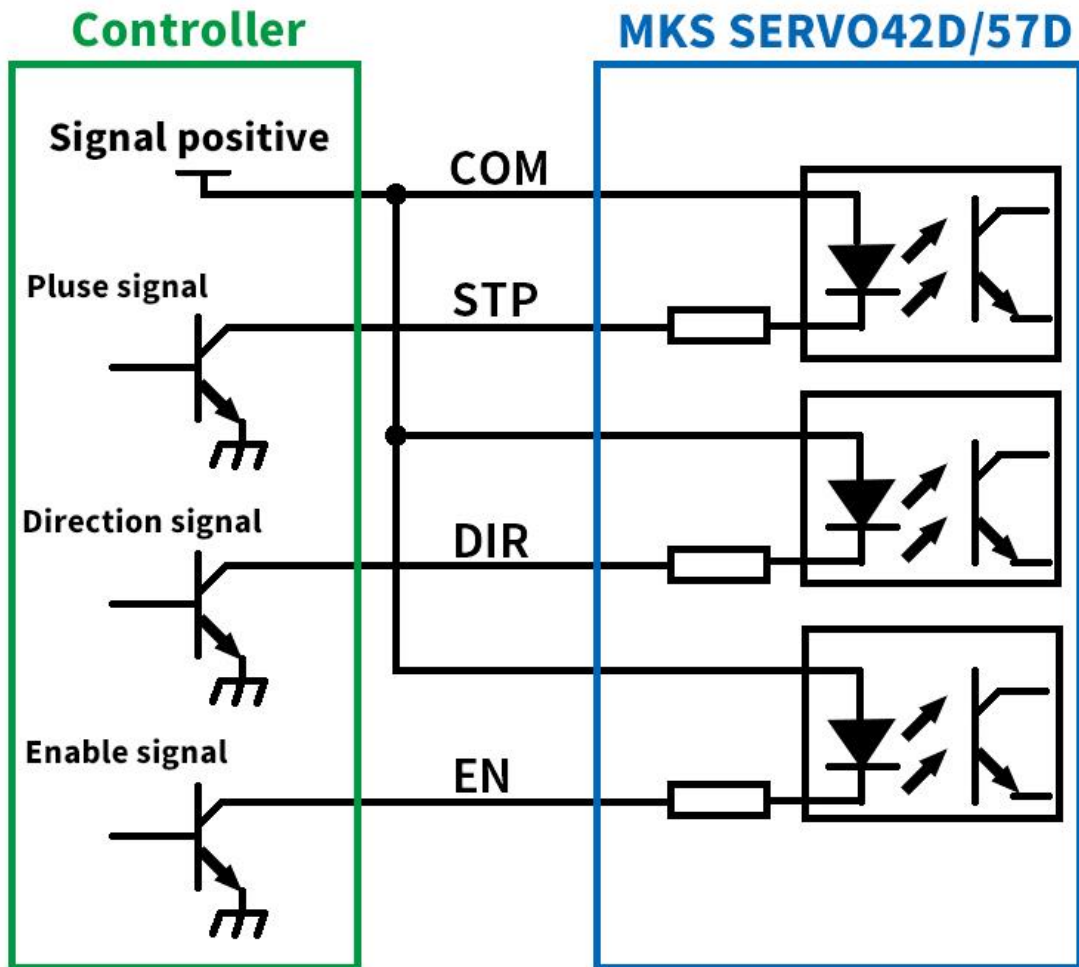 Controller
MKS SERVO42D/57D
Signal positive
COM
Pluse signal
STP
Direction signal
DIR
Enable signal
EN